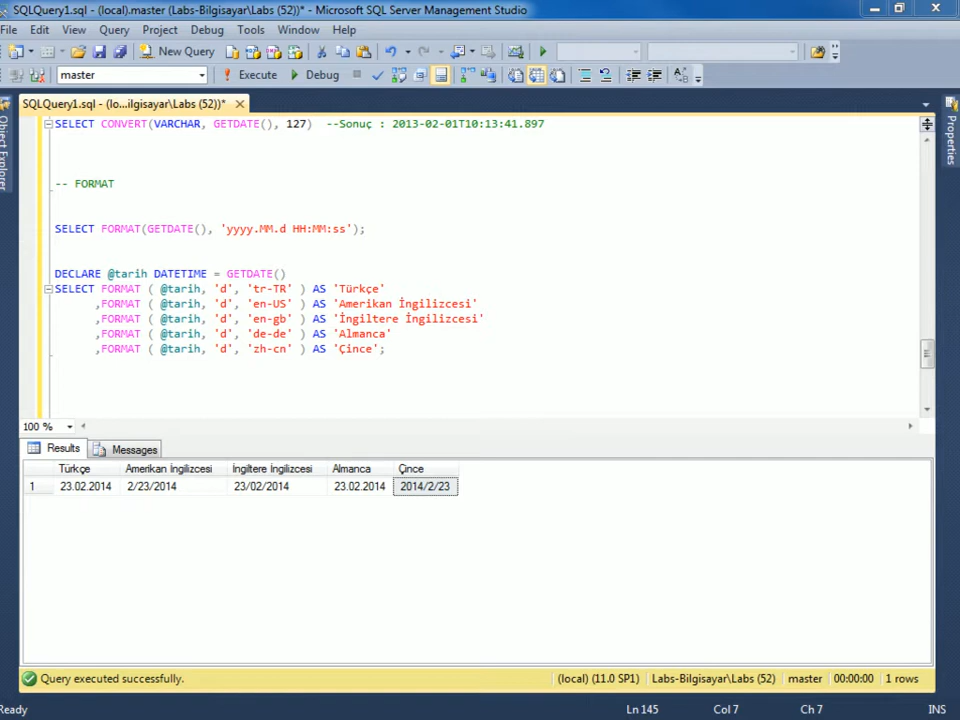 SQLQuery1.sql - (local).master (Labs-Bilgisayar\Labs (52))* - Microsoft SQL Server Management Studio
File Edit View Query Project Debug Tools Window Help
New Query
master Execute Debug
SQLQuery1.sql - (lo...ilgisayar\Labs (52))*
Object Explorer
Properties
SELECT CONVERT(VARCHAR, GETDATE(), 127) --Sonuç : 2013-02-01T10:13:41.897
-- FORMAT
SELECT FORMAT(GETDATE(), 'yyyy.MM.d HH:MM:ss');
DECLARE @tarih DATETIME = GETDATE()
SELECT FORMAT ( @tarih, 'd', 'tr-TR' ) AS 'Türkçe'
,FORMAT ( @tarih, 'd', 'en-US' ) AS 'Amerikan İngilizcesi'
,FORMAT ( @tarih, 'd', 'en-gb' ) AS 'İngiltere İngilizcesi'
,FORMAT ( @tarih, 'd', 'de-de' ) AS 'Almanca'
,FORMAT ( @tarih, 'd', 'zh-cn' ) AS 'Çince';
100 %
Results Messages
Türkçe Amerikan İngilizcesi İngiltere İngilizcesi Almanca Çince
1 23.02.2014 2/23/2014 23/02/2014 23.02.2014 2014/2/23
Query executed successfully. (local) (11.0 SP1) Labs-Bilgisayar\Labs (52) master 00:00:00 1 rows
Ready Ln 145 Col 7 Ch 7 INS